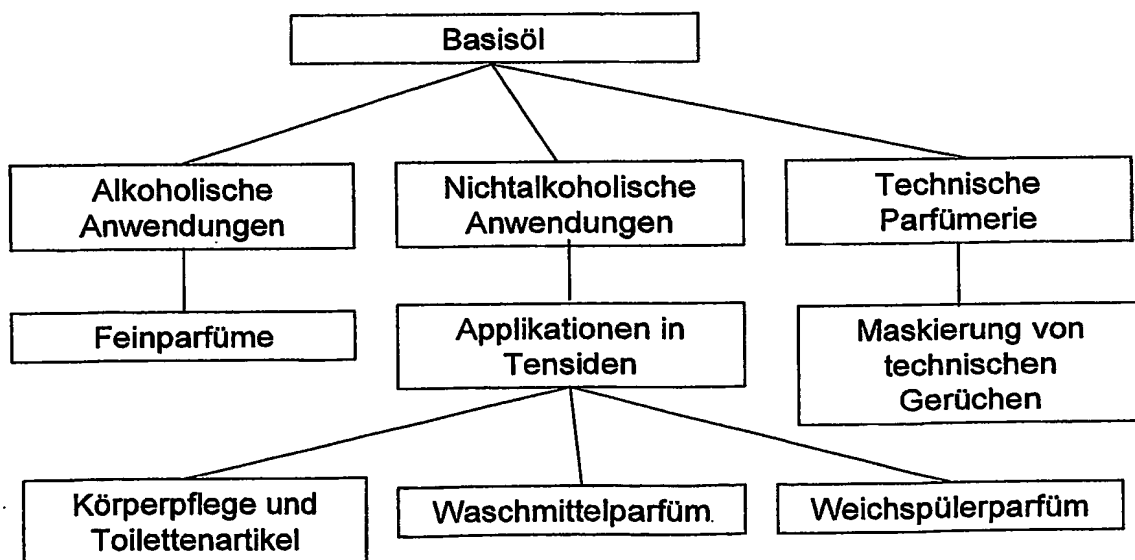 Basisöl
Alkoholische
Anwendungen
Nichtalkoholische
Anwendungen
Technische
Parfümerie
Feinparfüme
Applikationen in
Tensiden
Maskierung von
technischen
Gerüchen
Körperpflege und
Toilettenartikel
Waschmittelparfüm
Weichspülerparfüm